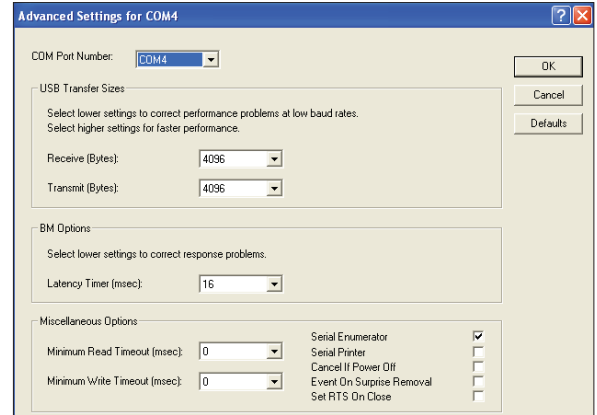 Advanced Settings for COM4
COM Port Number: COM4
OK
USB Transfer Sizes
Cancel
Select lower settings to correct performance problems at low baud rates.
Select higher settings for faster performance.
Defaults
Receive (Bytes): 4096
Transmit (Bytes): 4096
BM Options
Select lower settings to correct response problems.
Latency Timer (msec): 16
Miscellaneous Options
Minimum Read Timeout (msec): 0
Minimum Write Timeout (msec): 0
Serial Enumerator
Serial Printer
Cancel If Power Off
Event On Surprise Removal
Set RTS On Close